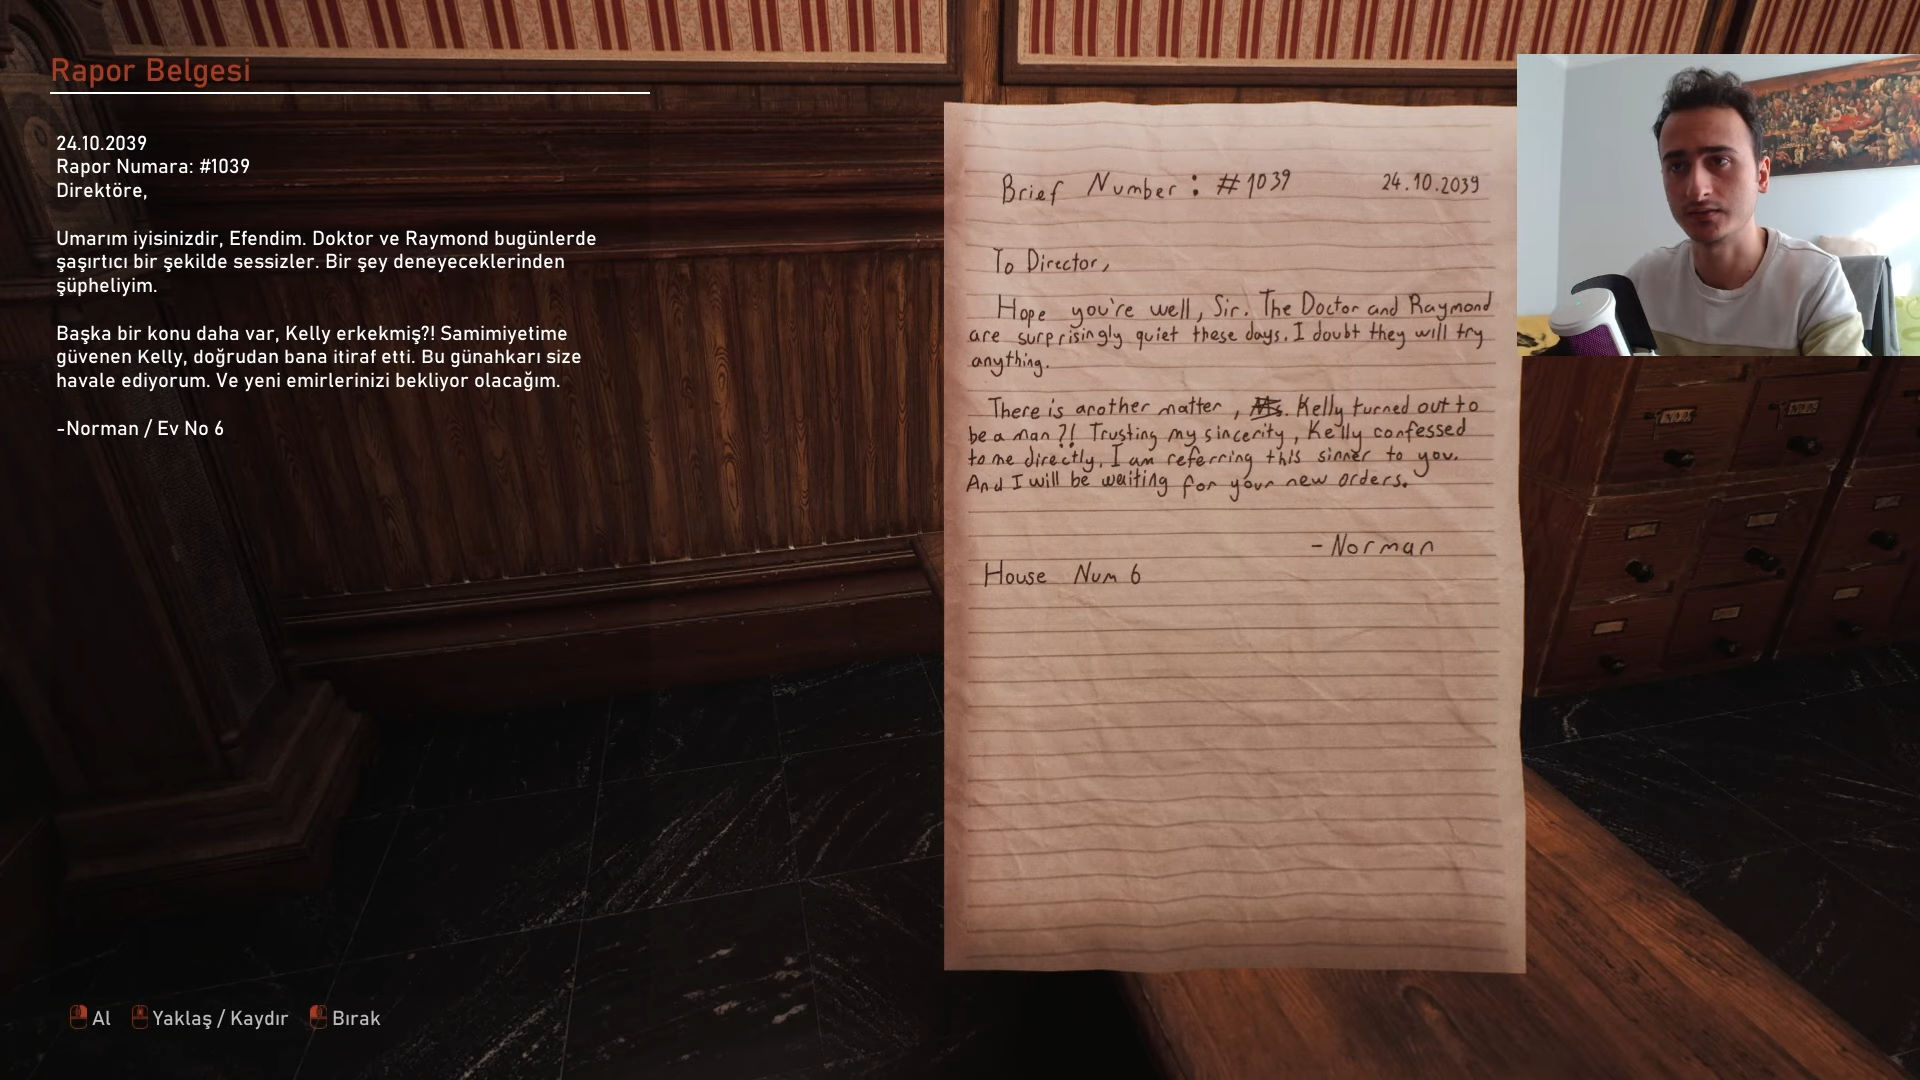 Rapor Belgesi
24.10.2039
Rapor Numara: #1039
Direktöre,
Umarım iyisinizdir, Efendim. Doktor ve Raymond bugünlerde
şaşırtıcı bir şekilde sessizler. Bir şey deneyeceklerinden
şüpheliyim.
Başka bir konu daha var, Kelly erkekmiş?! Samimiyetime
güvenen Kelly, doğrudan bana itiraf etti. Bu günahkarı size
havale ediyorum. Ve yeni emirlerinizi bekliyor olacağım.
-Norman / Ev No 6
Al Yaklaş / Kaydır Bırak
Brief Number: #1039 24.10.2039
To Director,
Hope you're well, Sir. The Doctor and Raymond
are surprisingly quiet these days. I doubt they will try
anything.
There is another matter, Ms. Kelly turned out to
be a man?! Trusting my sincerity, Kelly confessed
to me directly. I am referring this sinner to you.
And I will be waiting for your new orders.
-Norman
House Num 6